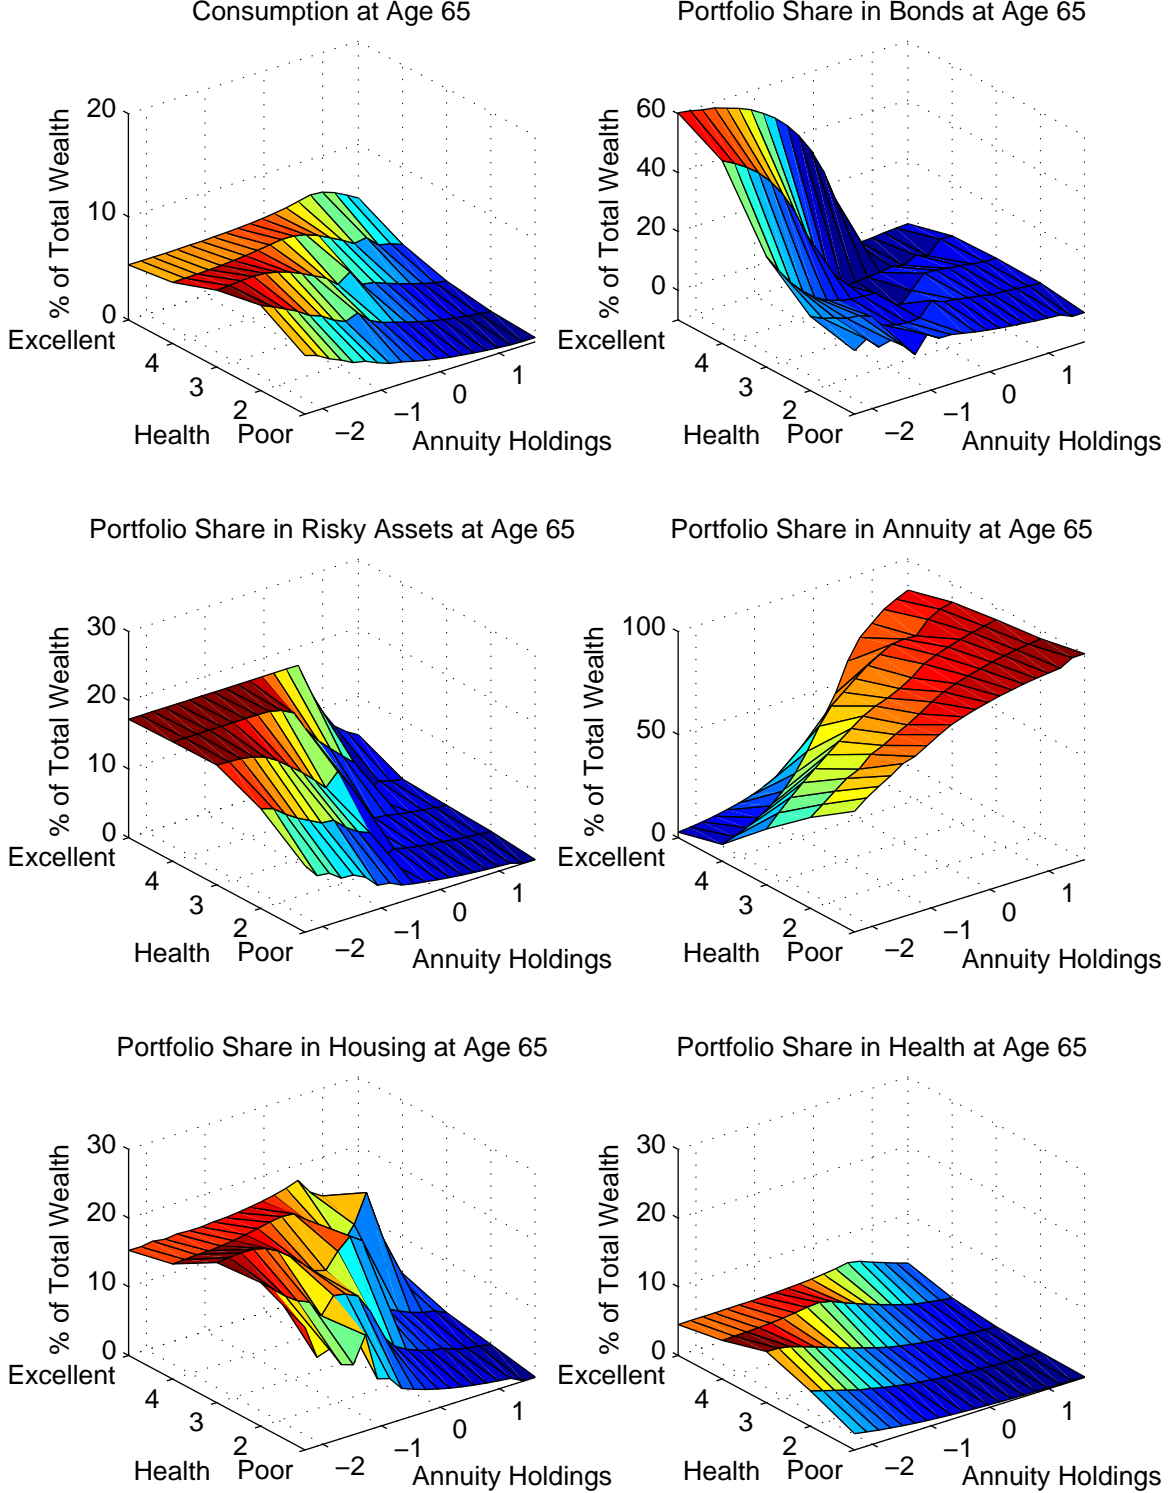 Consumption at Age 65
% of Total Wealth
20
10
0
Excellent
4
3
2
Poor
Health
−2
−1
0
1
Annuity Holdings
Portfolio Share in Bonds at Age 65
% of Total Wealth
60
40
20
0
Excellent
4
3
2
Poor
Health
−2
−1
0
1
Annuity Holdings
Portfolio Share in Risky Assets at Age 65
% of Total Wealth
30
20
10
0
Excellent
4
3
2
Poor
Health
−2
−1
0
1
Annuity Holdings
Portfolio Share in Annuity at Age 65
% of Total Wealth
100
50
0
Excellent
4
3
2
Poor
Health
−2
−1
0
1
Annuity Holdings
Portfolio Share in Housing at Age 65
% of Total Wealth
30
20
10
0
Excellent
4
3
2
Poor
Health
−2
−1
0
1
Annuity Holdings
Portfolio Share in Health at Age 65
% of Total Wealth
30
20
10
0
Excellent
4
3
2
Poor
Health
−2
−1
0
1
Annuity Holdings